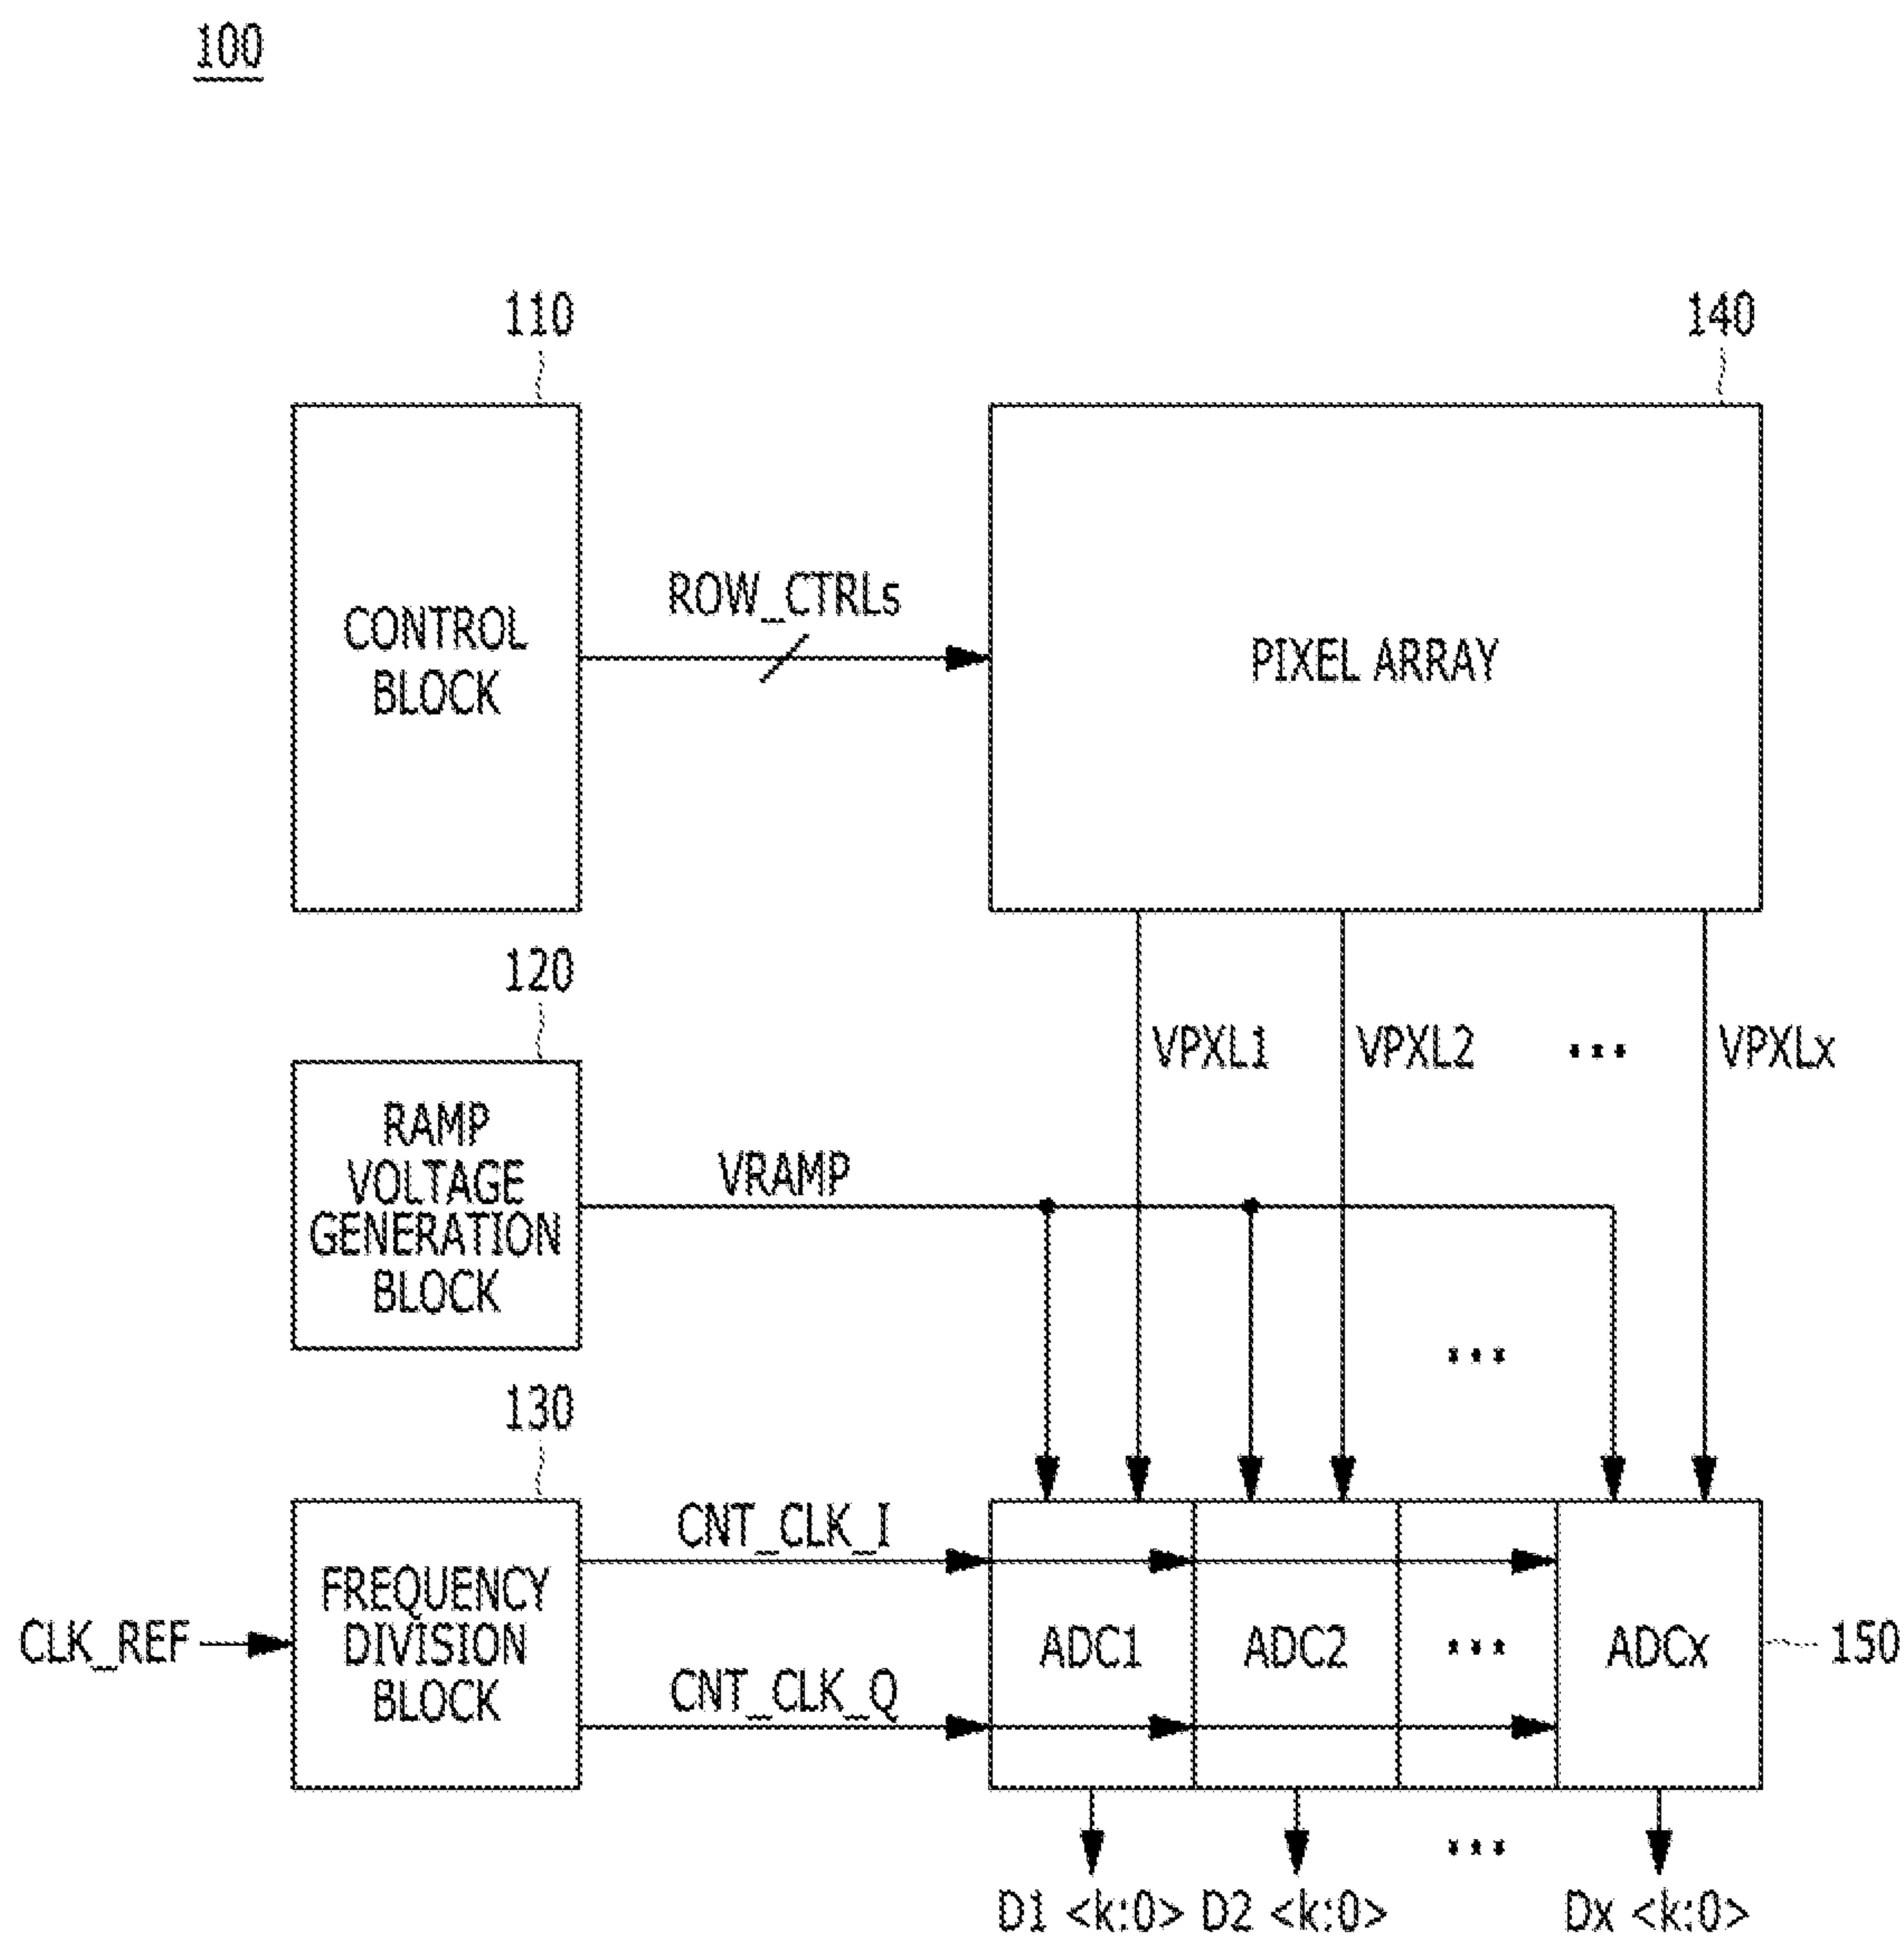 100
110
140
CONTROL
BLOCK
ROW_CTRLs
PIXEL ARRAY
120
VPXL1
VPXL2
...
VPXLx
RAMP
VOLTAGE
GENERATION
BLOCK
VRAMP
...
130
CNT_CLK_I
FREQUENCY
DIVISION
BLOCK
CLK_REF
CNT_CLK_Q
ADC1
ADC2
...
ADCx
150
...
D1 <k:0>
D2 <k:0>
Dx <k:0>